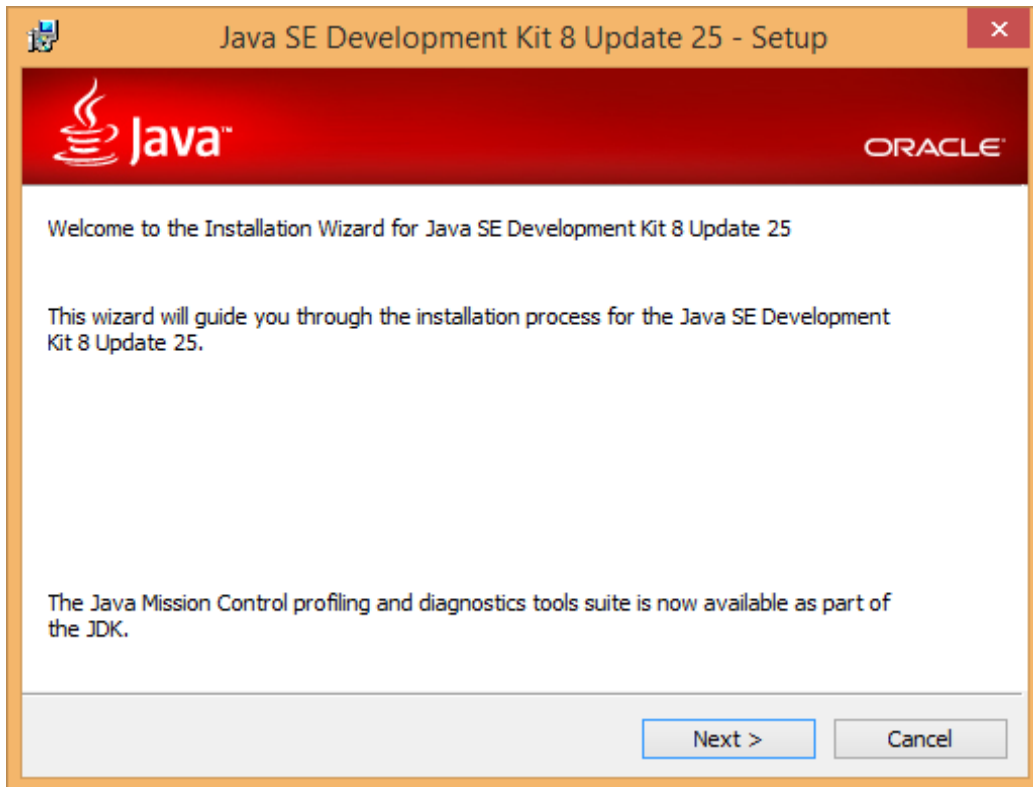 Java SE Development Kit 8 Update 25 - Setup
Java™
ORACLE
Welcome to the Installation Wizard for Java SE Development Kit 8 Update 25
This wizard will guide you through the installation process for the Java SE Development
Kit 8 Update 25.
The Java Mission Control profiling and diagnostics tools suite is now available as part of
the JDK.
Next >
Cancel